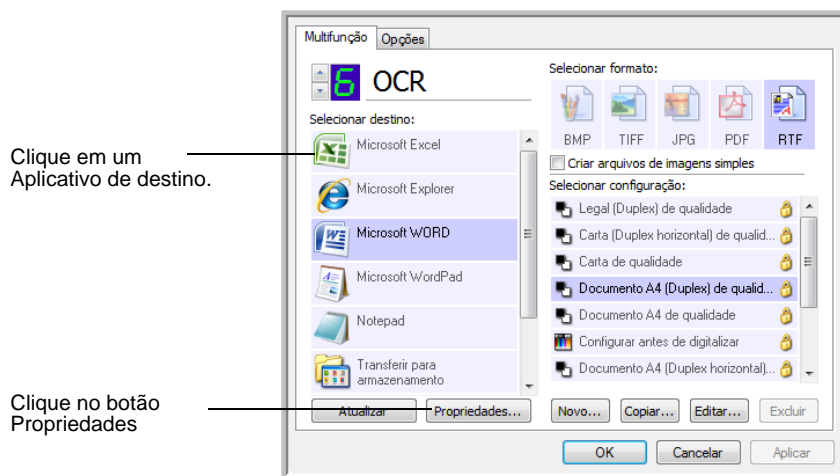 Clique em um
Aplicativo de destino.
Clique no botão
Propriedades
Multifunção
Opções
6
OCR
Selecionar destino:
Microsoft Excel
Microsoft Explorer
Microsoft WORD
Microsoft WordPad
Notepad
Transferir para
armazenamento
Atualizar
Propriedades...
Selecionar formato:
BMP TIFF JPG PDF RTF
Criar arquivos de imagens simples
Selecionar configuração:
Legal (Duplex) de qualidade
Carta (Duplex horizontal) de qualid...
Carta de qualidade
Documento A4 (Duplex) de qualid...
Documento A4 de qualidade
Configurar antes de digitalizar
Documento A4 (Duplex horizontal)...
Novo... Copiar... Editar... Excluir
OK Cancelar Aplicar